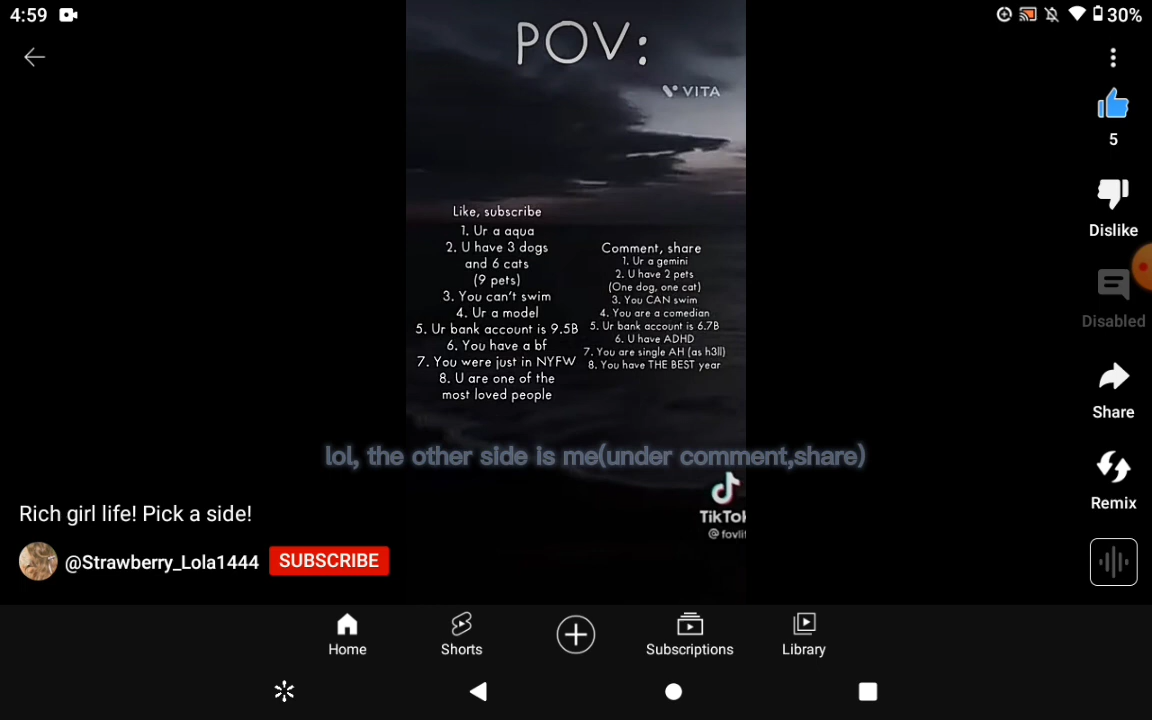 4:59
30%
POV:
VITA
5
Dislike
Like, subscribe
1. Ur a aqua
2. U have 3 dogs
and 6 cats
(9 pets)
3. You can't swim
4. Ur a model
5. Ur bank account is 9.5B
6. You have a bf
7. You were just in NYFW
8. U are one of the
most loved people
Comment, share
1. Ur a gemini
2. U have 2 pets
(One dog, one cat)
3. You CAN swim
4. You are a comedian
5. Ur bank account is 6.7B
6. U have ADHD
7. You are single AH (as h3ll)
8. You have THE BEST year
Disabled
Share
lol, the other side is me(under comment,share)
Remix
TikTok
@favlit
Rich girl life! Pick a side!
@Strawberry_Lola1444
SUBSCRIBE
Home
Shorts
Subscriptions
Library